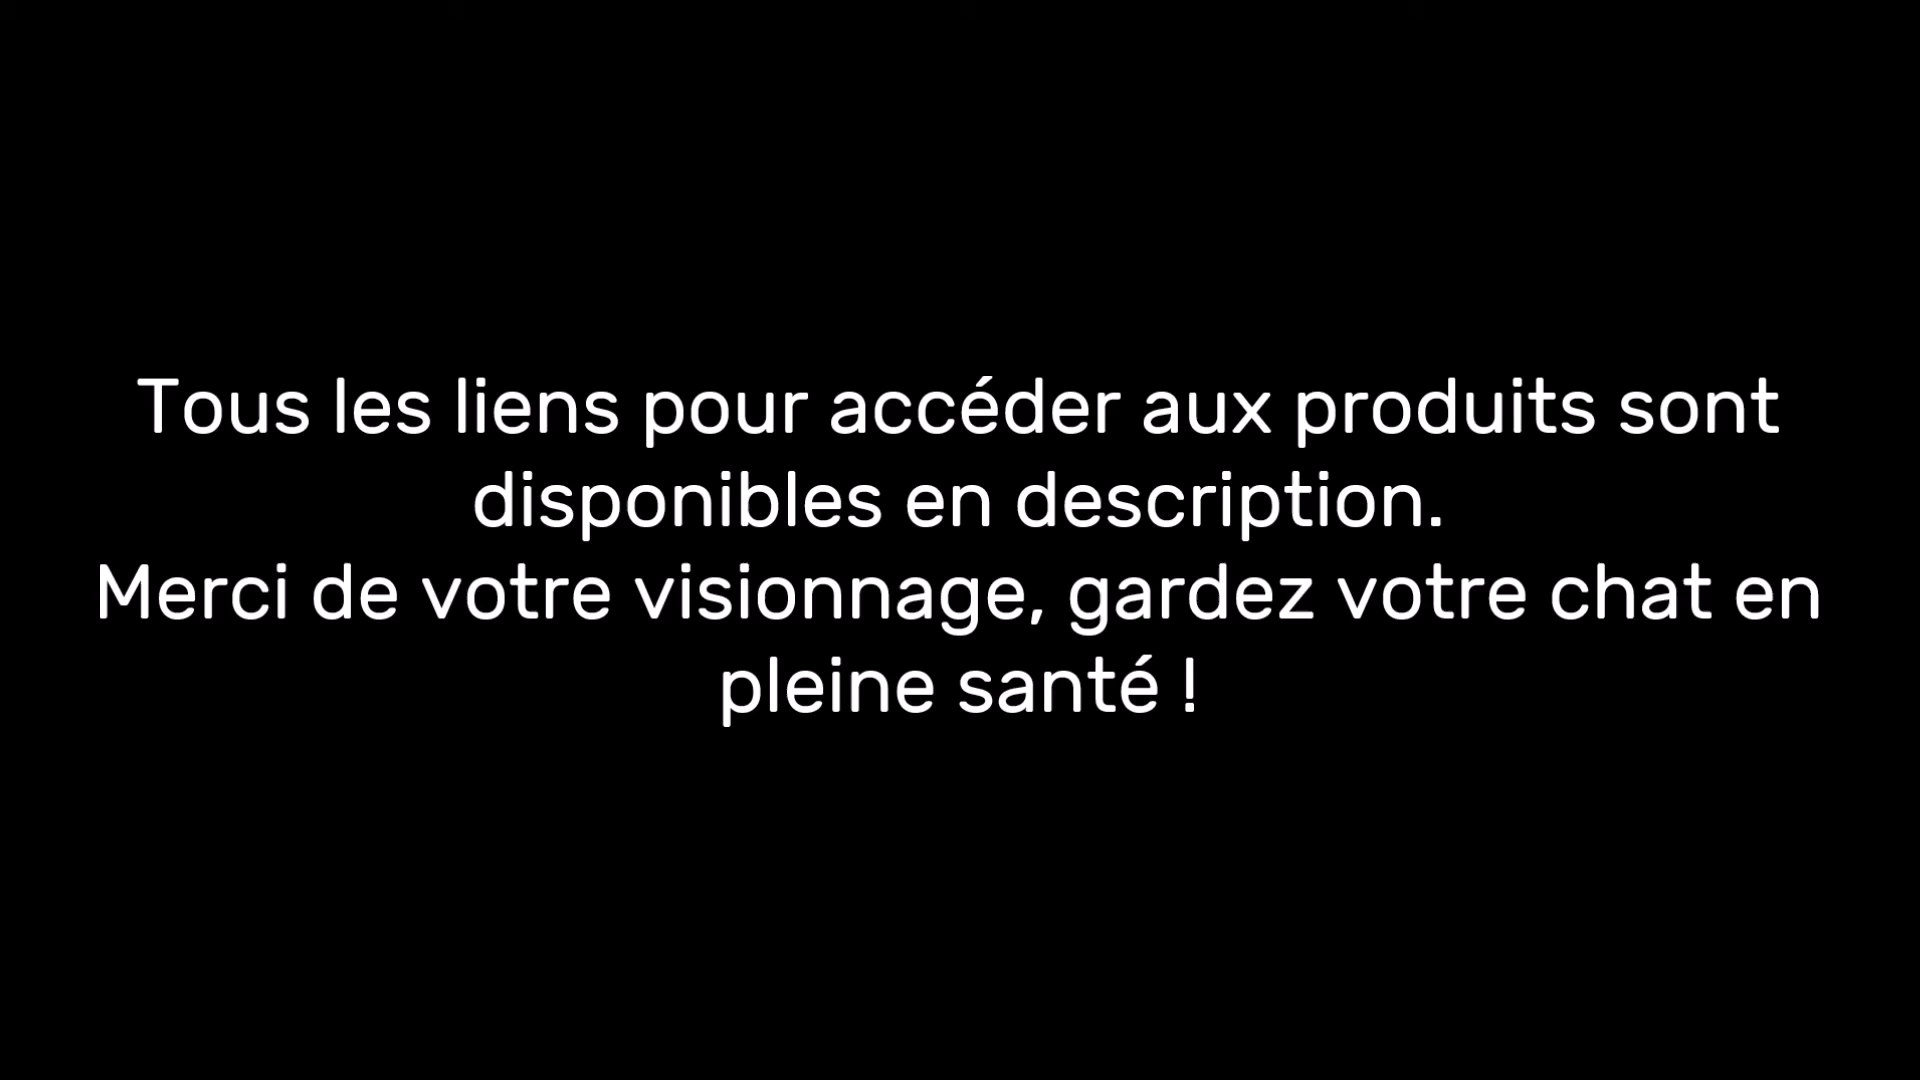 Tous les liens pour accéder aux produits sont
disponibles en description.
Merci de votre visionnage, gardez votre chat en
pleine santé !